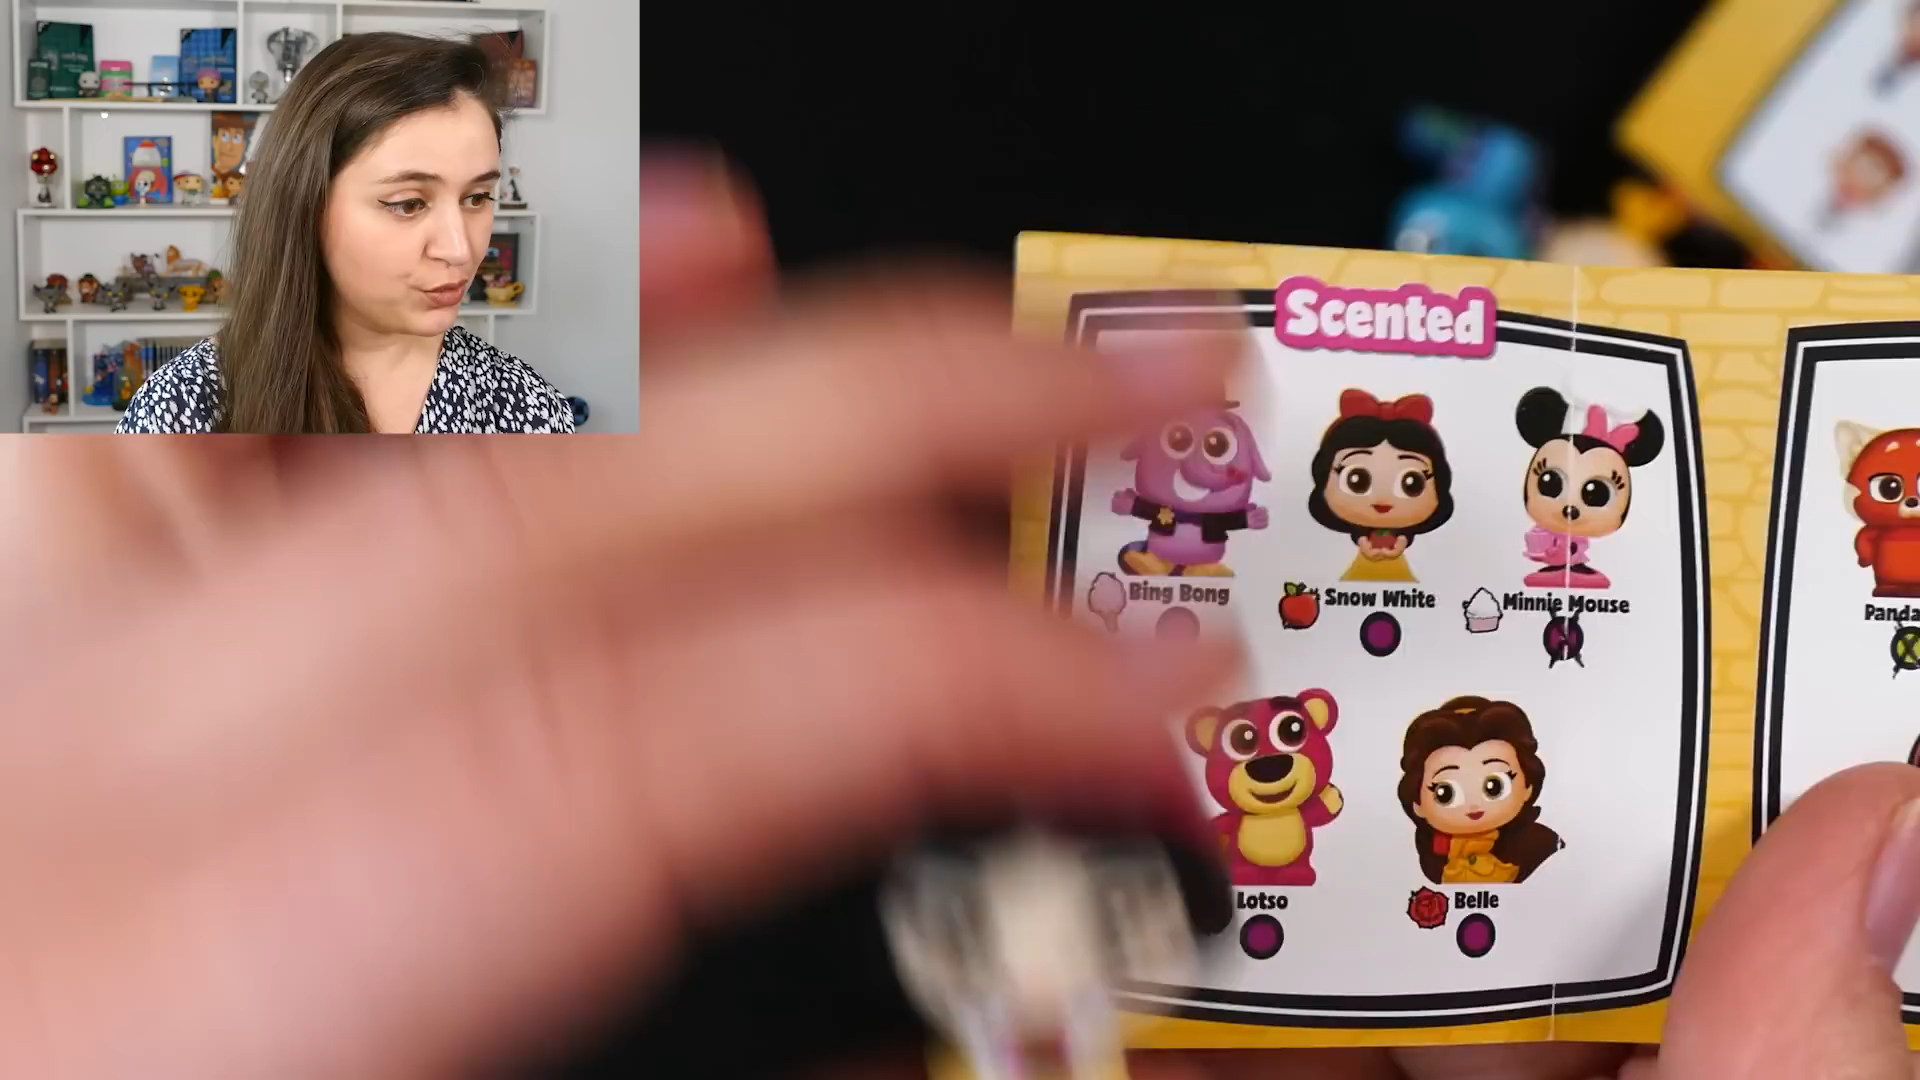 Scented
Bing Bong
Snow White
Minnie Mouse
Panda
Lotso
Belle